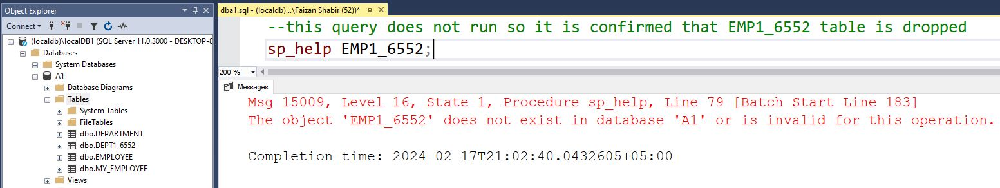 Object Explorer
Connect
(localdb)\localDB1 (SQL Server 11.0.3000 - DESKTOP-8
Databases
System Databases
A1
Database Diagrams
Tables
System Tables
FileTables
dbo.DEPARTMENT
dbo.DEPT1_6552
dbo.EMPLOYEE
dbo.MY_EMPLOYEE
Views
dba1.sql - (localdb)...\Faizan Shabir (52))*
--this query does not run so it is confirmed that EMP1_6552 table is dropped
sp_help EMP1_6552;
200 %
Messages
Msg 15009, Level 16, State 1, Procedure sp_help, Line 79 [Batch Start Line 183]
The object 'EMP1_6552' does not exist in database 'A1' or is invalid for this operation.
Completion time: 2024-02-17T21:02:40.0432605+05:00